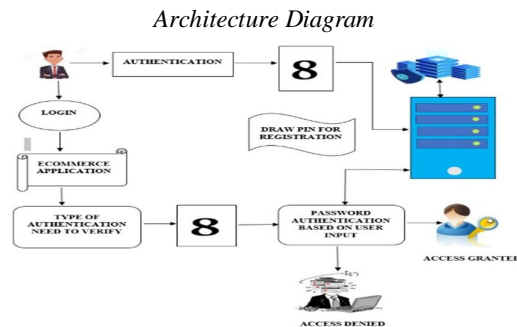 Architecture Diagram
AUTHENTICATION
8
LOGIN
DRAW PIN FOR
REGISTRATION
ECOMMERCE
APPLICATION
TYPE OF
AUTHENTICATION
NEED TO VERIFY
8
PASSWORD
AUTHENTICATION
BASED ON USER
INPUT
ACCESS GRANTED
ACCESS DENIED